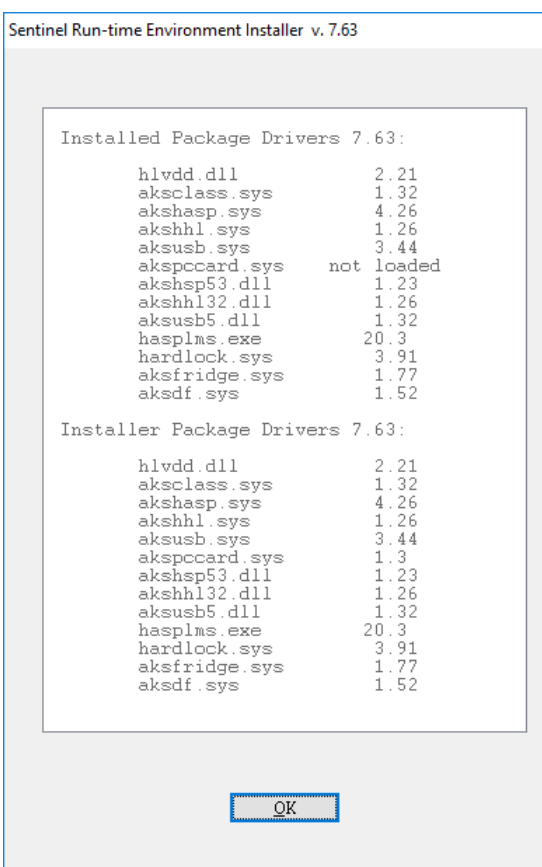 Sentinel Run-time Environment Installer v. 7.63
Installed Package Drivers 7.63:
hlvdd.dll 2.21
aksclass.sys 1.32
akshasp.sys 4.26
akshhl.sys 1.26
aksusb.sys 3.44
akspccard.sys not loaded
akshsp53.dll 1.23
akshhl32.dll 1.26
aksusb5.dll 1.32
hasplms.exe 20.3
hardlock.sys 3.91
aksfridge.sys 1.77
aksdf.sys 1.52
Installer Package Drivers 7.63:
hlvdd.dll 2.21
aksclass.sys 1.32
akshasp.sys 4.26
akshhl.sys 1.26
aksusb.sys 3.44
akspccard.sys 1.3
akshsp53.dll 1.23
akshhl32.dll 1.26
aksusb5.dll 1.32
hasplms.exe 20.3
hardlock.sys 3.91
aksfridge.sys 1.77
aksdf.sys 1.52
OK